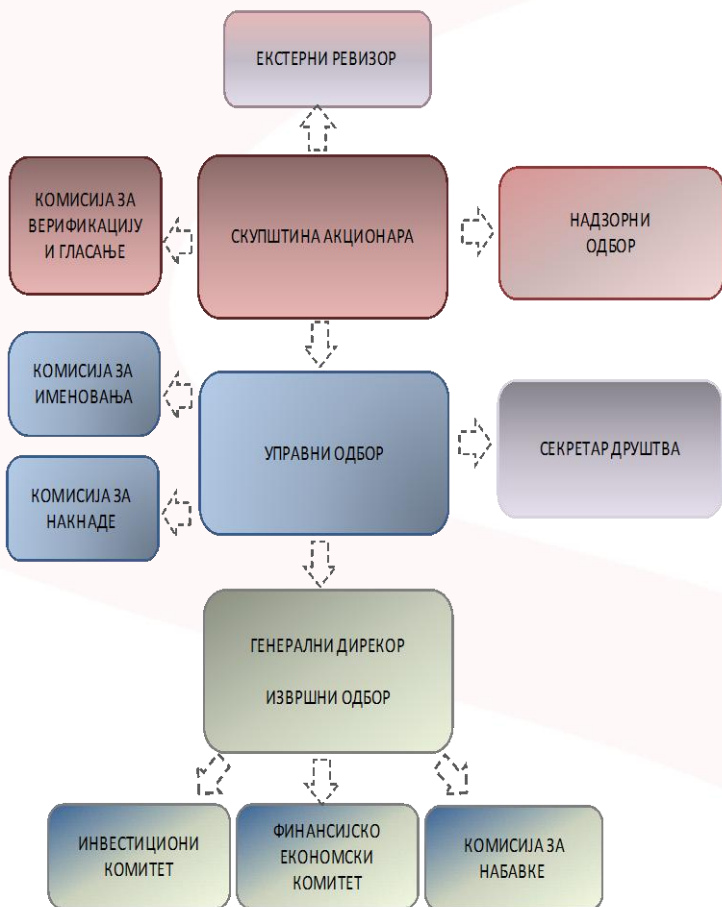 ЕКСТЕРНИ РЕВИЗОР
КОМИСИЈА ЗА
ВЕРИФИКАЦИЈУ
И ГЛАСАЊЕ
СКУПШТИНА АКЦИОНАРА
НАДЗОРНИ
ОДБОР
КОМИСИЈА ЗА
ИМЕНОВАЊА
УПРАВНИ ОДБОР
СЕКРЕТАР ДРУШТВА
КОМИСИЈА ЗА
НАКНАДЕ
ГЕНЕРАЛНИ ДИРЕКОР
ИЗВРШНИ ОДБОР
ИНВЕСТИЦИОНИ
КОМИТЕТ
ФИНАНСИЈСКО
ЕКОНОМСКИ
КОМИТЕТ
КОМИСИЈА ЗА
НАБАВКЕ